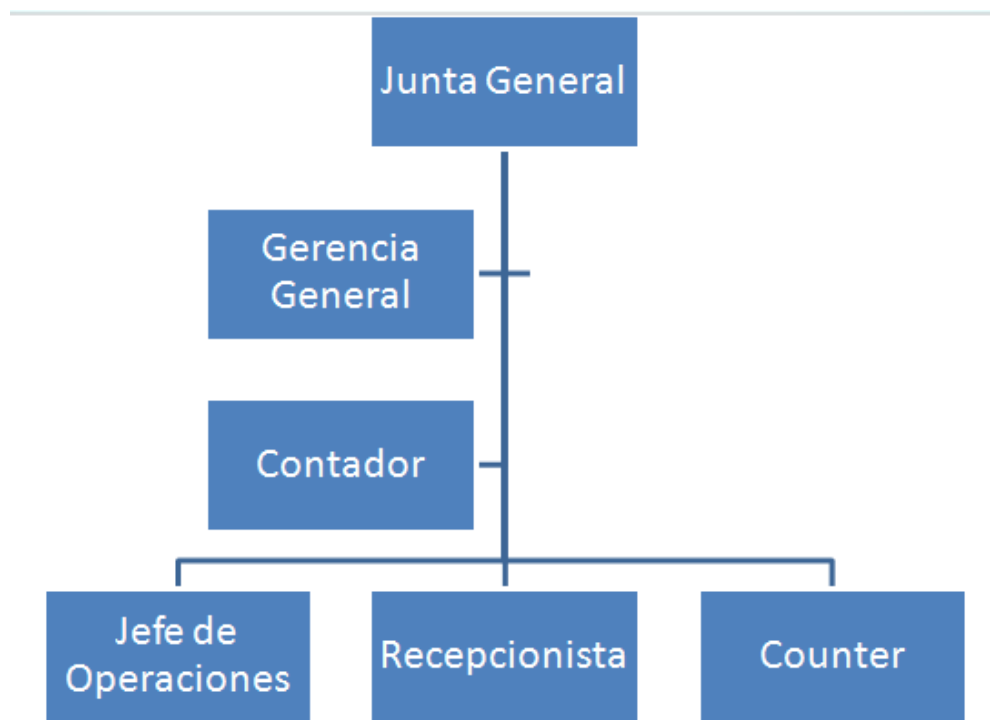 Junta General
Gerencia
General
Contador
Jefe de
Operaciones
Recepcionista
Counter